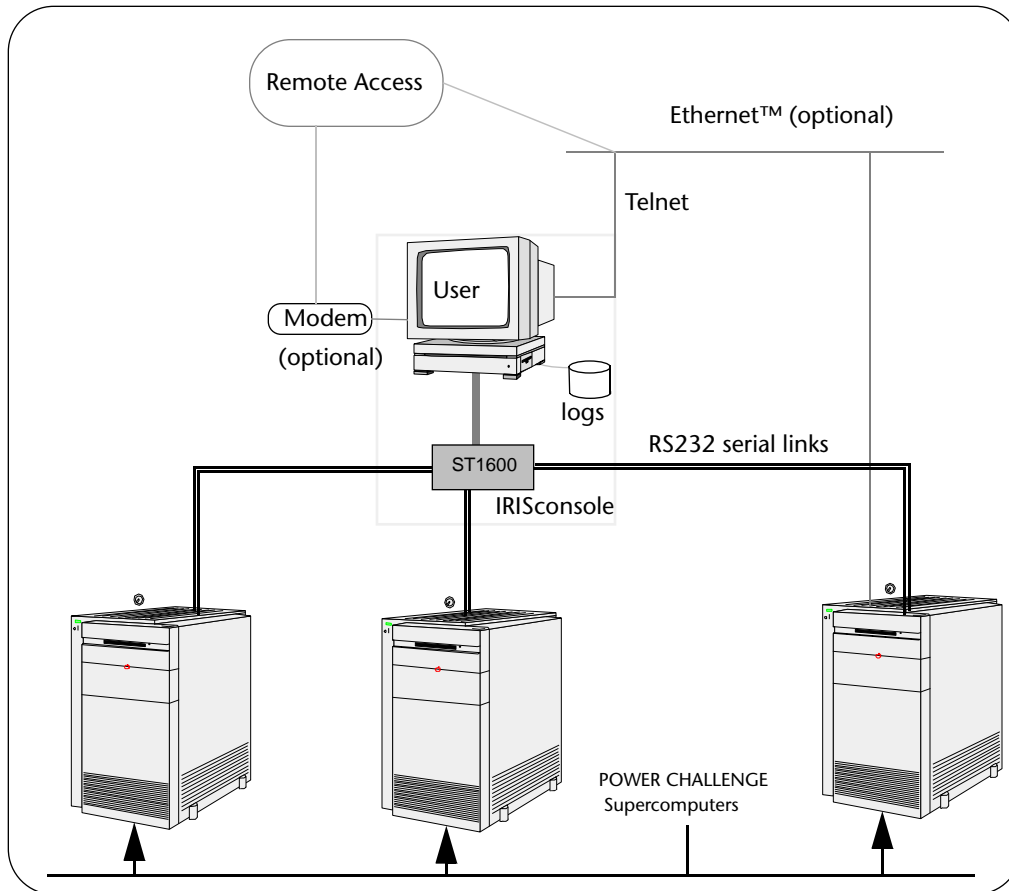 Remote Access
Ethernet™ (optional)
Telnet
User
Modem
(optional)
logs
RS232 serial links
ST1600
IRISconsole
POWER CHALLENGE
Supercomputers